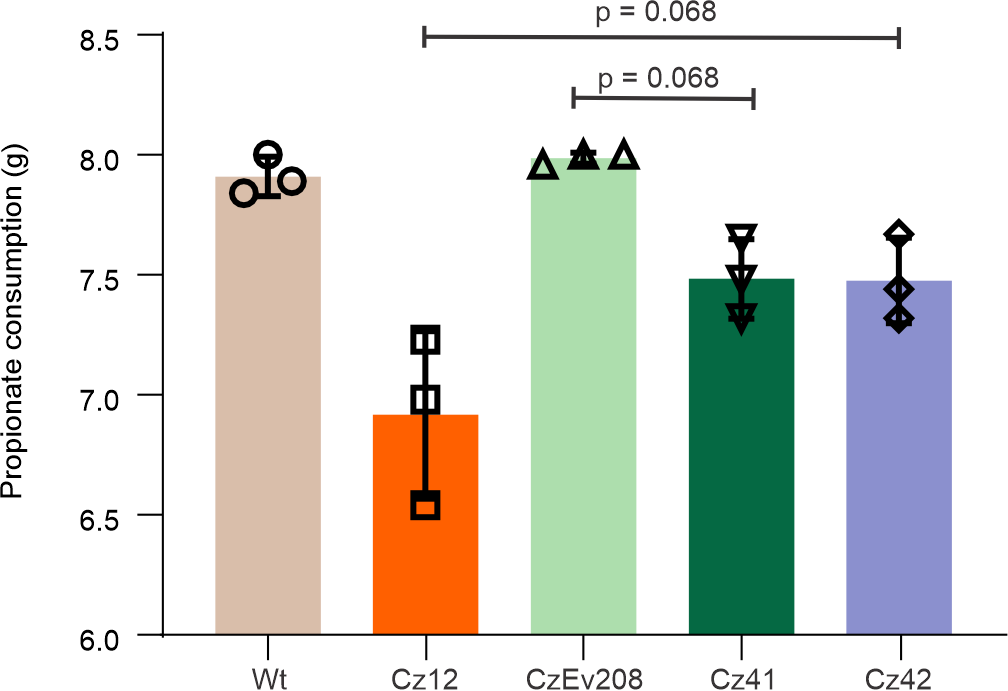 p = 0.068
8.5
p = 0.068
8.0
7.5
7.0
6.5
6.0
Propionate consumption (g)
Wt
Cz12
CzEv208
Cz41
Cz42